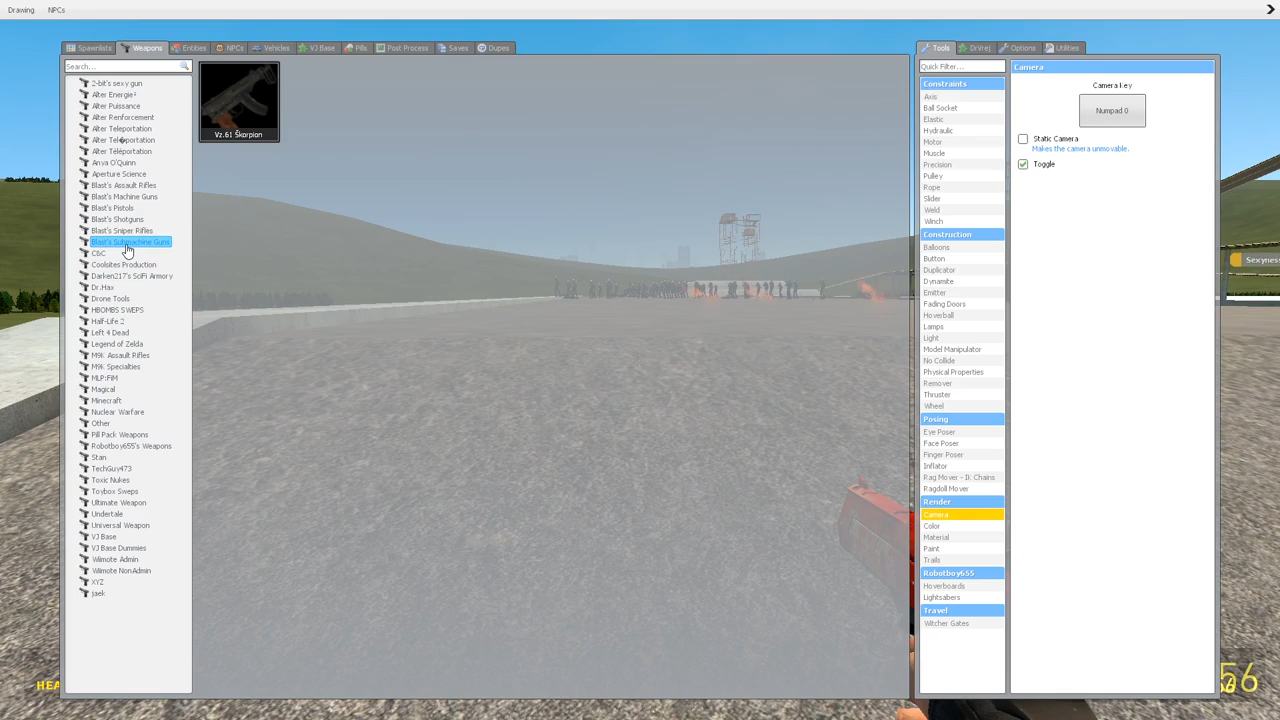 Drawing NPCs
Spawnlists Weapons Entities NPCs Vehicles VJ Base Pills Post Process Saves Dupes
Search...
2-bit's sexy gun
Alter Energie²
Alter Puissance
Alter Renforcement
Alter Teleportation
Alter Tel�portation
Alter Téléportation
Anya O'Quinn
Aperture Science
Blast's Assault Rifles
Blast's Machine Guns
Blast's Pistols
Blast's Shotguns
Blast's Sniper Rifles
Blast's Submachine Guns
C&C
Coolsites Production
Darken217's SciFi Armory
Dr.Hax
Drone Tools
HBOMBS SWEPS
Half-Life 2
Left 4 Dead
Legend of Zelda
M9K Assault Rifles
M9K Specialties
MLP:FiM
Magical
Minecraft
Nuclear Warfare
Other
Pill Pack Weapons
Robotboy655's Weapons
Stan
TechGuy473
Toxic Nukes
Toybox Sweps
Ultimate Weapon
Undertale
Universal Weapon
VJ Base
VJ Base Dummies
Wiimote Admin
Wiimote NonAdmin
XYZ
jaek
Vz.61 Škorpion
Tools DrVrej Options Utilities
Quick Filter...
Constraints
Axis
Ball Socket
Elastic
Hydraulic
Motor
Muscle
Precision
Pulley
Rope
Slider
Weld
Winch
Construction
Balloons
Button
Duplicator
Dynamite
Emitter
Fading Doors
Hoverball
Lamps
Light
Model Manipulator
No Collide
Physical Properties
Remover
Thruster
Wheel
Posing
Eye Poser
Face Poser
Finger Poser
Inflator
Rag Mover - Ik Chains
Ragdoll Mover
Render
Camera
Color
Material
Paint
Trails
Robotboy655
Hoverboards
Lightsabers
Travel
Witcher Gates
Camera
Camera Key
Numpad 0
Static Camera
Makes the camera unmovable.
Toggle
Sexyness
HEA
56